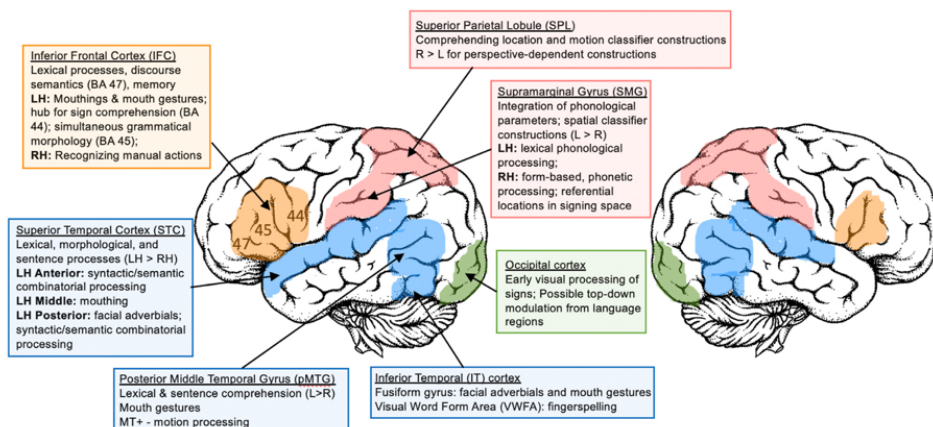 Superior Parietal Lobule (SPL)
Comprehending location and motion classifier constructions
R > L for perspective-dependent constructions
Inferior Frontal Cortex (IFC)
Lexical processes, discourse
semantics (BA 47), memory
LH: Mouthings & mouth gestures;
hub for sign comprehension (BA
44); simultaneous grammatical
morphology (BA 45);
RH: Recognizing manual actions
Supramarginal Gyrus (SMG)
Integration of phonological
parameters; spatial classifier
constructions (L > R)
LH: lexical phonological
processing;
RH: form-based, phonetic
processing; referential
locations in signing space
44
45
47
Superior Temporal Cortex (STC)
Lexical, morphological, and
sentence processes (LH > RH)
LH Anterior: syntactic/semantic
combinatorial processing
LH Middle: mouthing
LH Posterior: facial adverbials;
syntactic/semantic combinatorial
processing
Occipital cortex
Early visual processing of
signs; Possible top-down
modulation from language
regions
Posterior Middle Temporal Gyrus (pMTG)
Lexical & sentence comprehension (L>R)
Mouth gestures
MT+ - motion processing
Inferior Temporal (IT) cortex
Fusiform gyrus: facial adverbials and mouth gestures
Visual Word Form Area (VWFA): fingerspelling